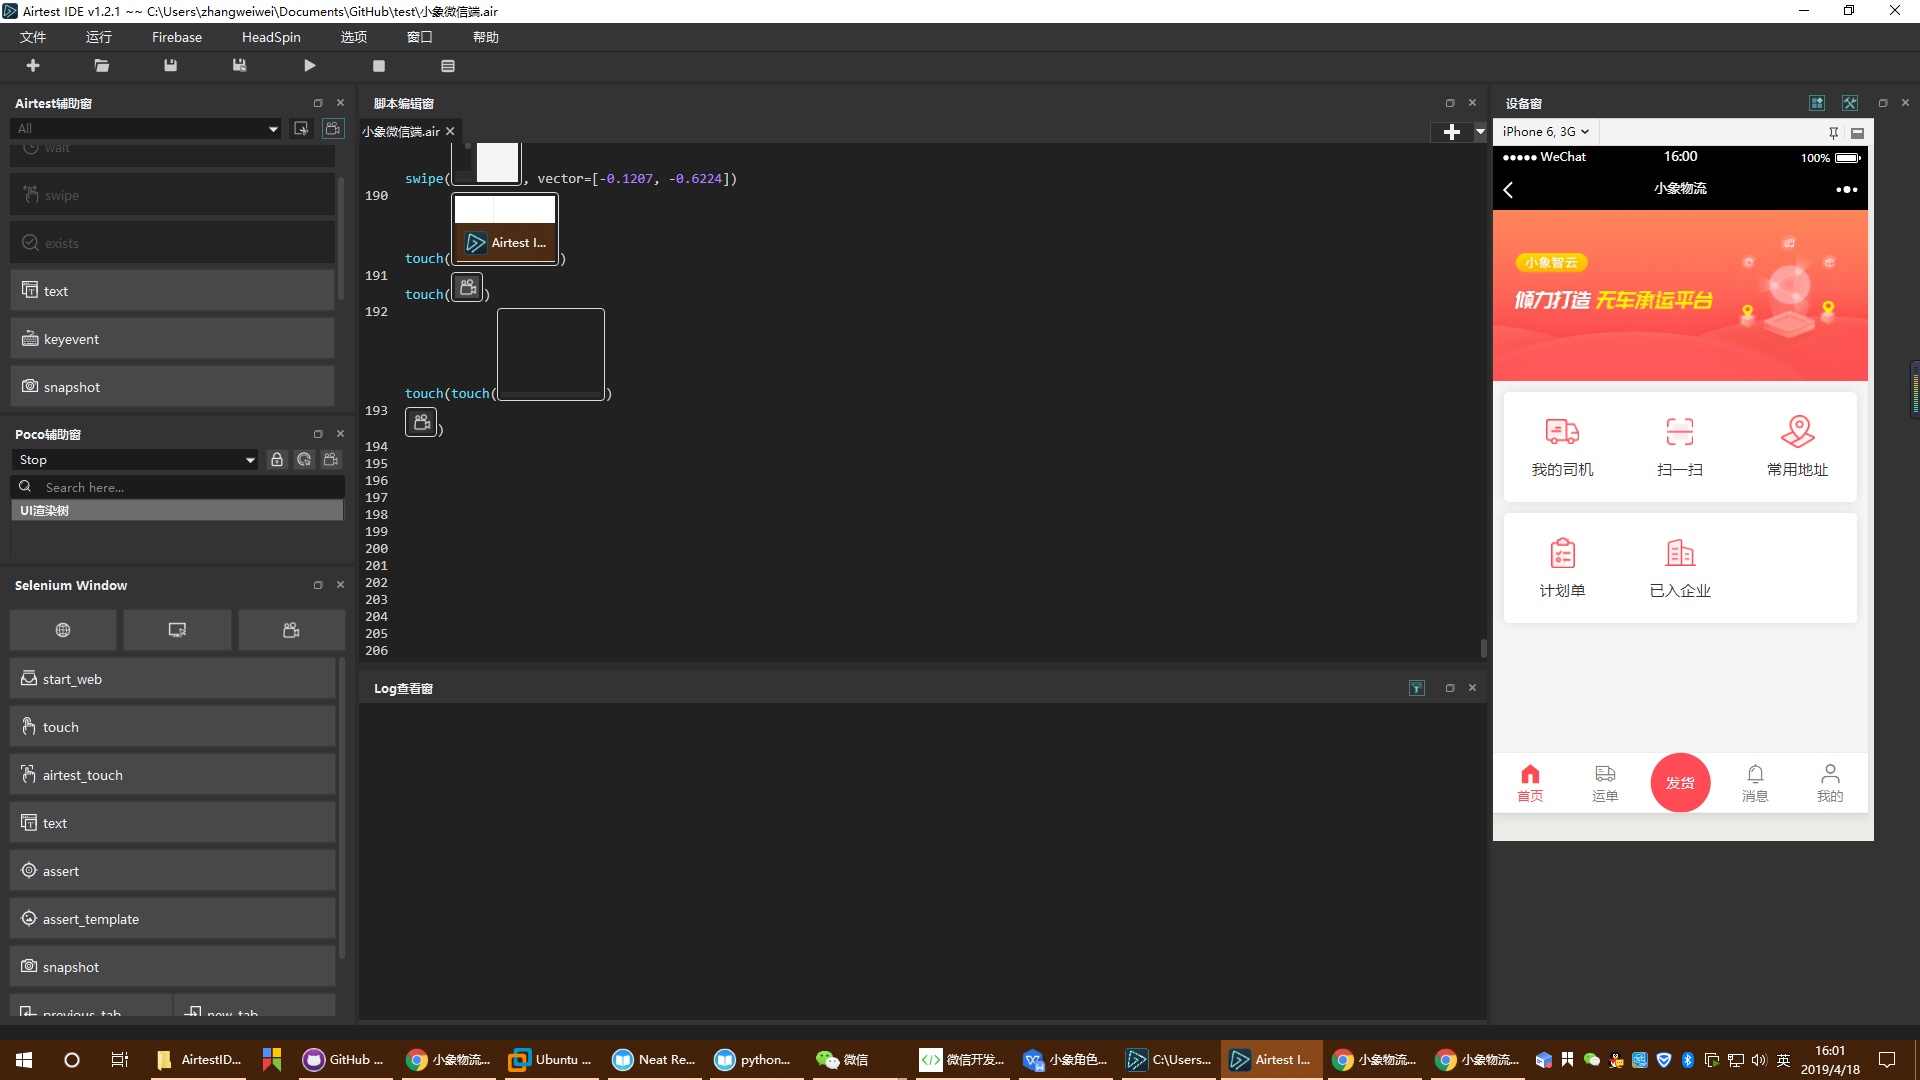 Airtest IDE v1.2.1 ~~ C:\Users\zhangweiwei\Documents\GitHub\test\小象微信端.air
文件 运行 Firebase HeadSpin 选项 窗口 帮助
Airtest辅助窗
All
wait
swipe
exists
text
keyevent
snapshot
Poco辅助窗
Stop
Search here...
UI渲染树
Selenium Window
start_web
touch
airtest_touch
text
assert
assert_template
snapshot
previous_tab new_tab
脚本编辑窗
小象微信端.air
swipe( , vector=[-0.1207, -0.6224])
190
Airtest I...
touch( )
191
touch( )
192
touch(touch( )
193
)
194
195
196
197
198
199
200
201
202
203
204
205
206
Log查看窗
设备窗
iPhone 6, 3G
WeChat 16:00 100%
小象物流
小象智云
倾力打造 无车承运平台
我的司机 扫一扫 常用地址
计划单 已入企业
首页 运单 发货 消息 我的
AirtestID... GitHub ... 小象物流... Ubuntu ... Neat Re... python... 微信 微信开发... 小象角色... C:\Users... Airtest I... 小象物流... 小象物流... 英 16:01
2019/4/18